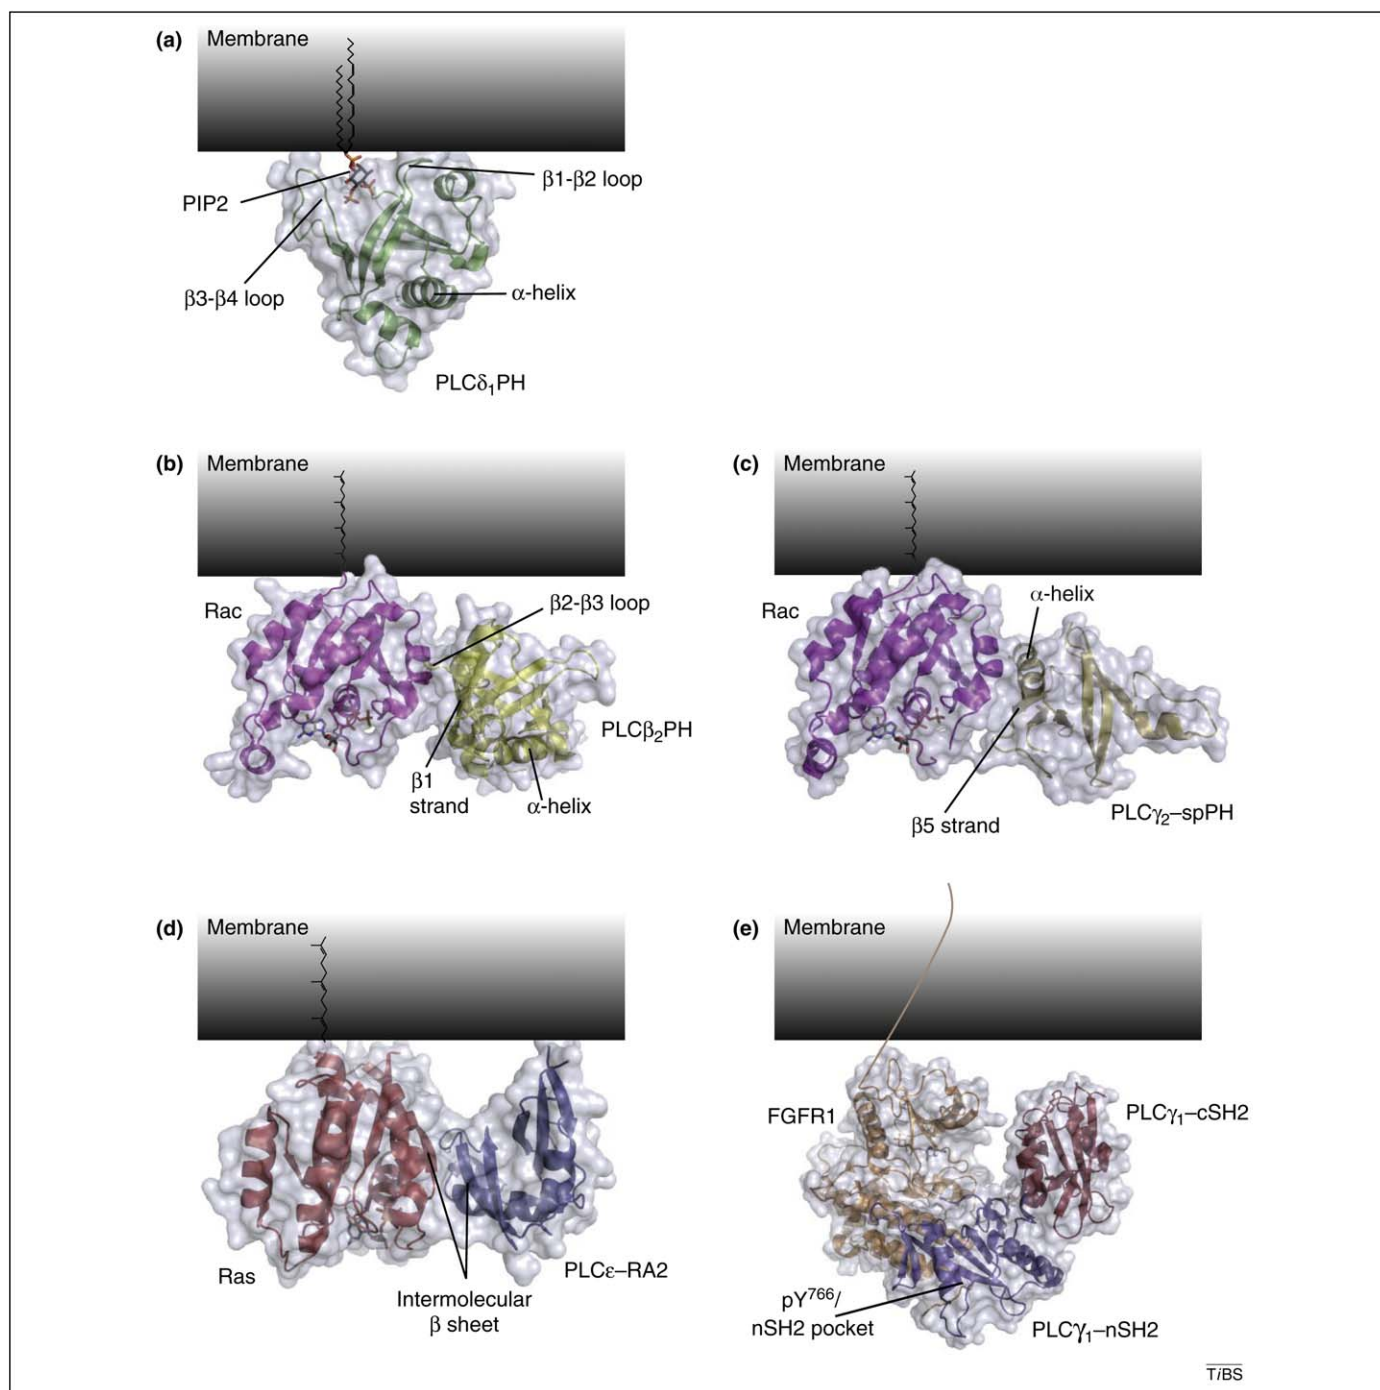 (a) Membrane
PIP2
β1-β2 loop
β3-β4 loop
α-helix
PLCδ₁PH
(b) Membrane
Rac
β2-β3 loop
PLCβ₂PH
β1
strand
α-helix
(c) Membrane
Rac
α-helix
β5 strand
PLCγ₂–spPH
(d) Membrane
Ras
PLCε–RA2
Intermolecular
β sheet
(e) Membrane
FGFR1
PLCγ₁–cSH2
pY⁷⁶⁶/
nSH2 pocket
PLCγ₁–nSH2
TiBS